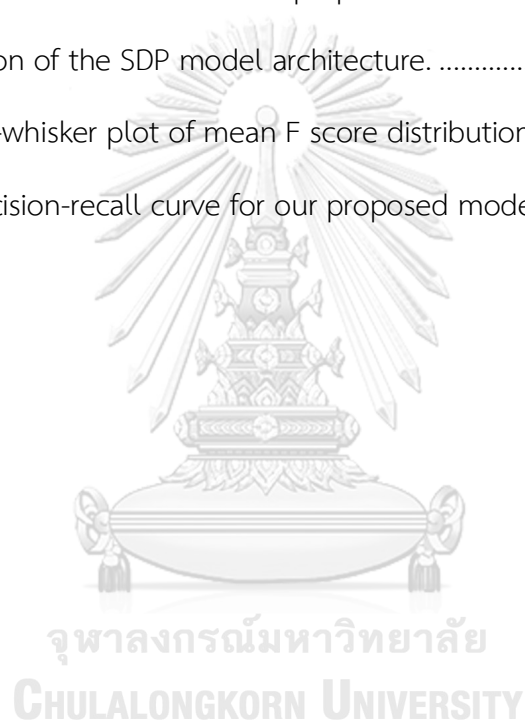 on of the SDP model architecture. ............
whisker plot of mean F score distribution
cision-recall curve for our proposed mode
จุฬาลงกรณ์มหาวิทยาลัย
CHULALONGKORN UNIVERSITY